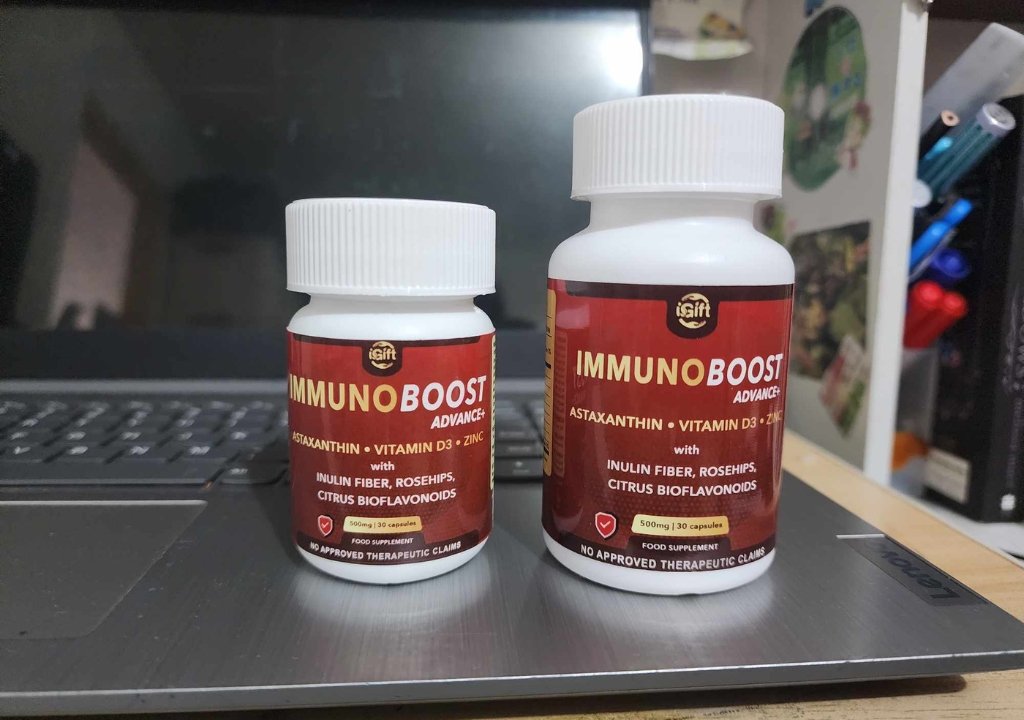 iGift
IMMUNOBOOST
ADVANCE+
ASTAXANTHIN • VITAMIN D3 • ZINC
with
INULIN FIBER, ROSEHIPS,
CITRUS BIOFLAVONOIDS
500mg | 30 capsules
FOOD SUPPLEMENT
NO APPROVED THERAPEUTIC CLAIMS
iGift
IMMUNOBOOST
ADVANCE+
ASTAXANTHIN • VITAMIN D3 • ZINC
with
INULIN FIBER, ROSEHIPS,
CITRUS BIOFLAVONOIDS
500mg | 30 capsules
FOOD SUPPLEMENT
NO APPROVED THERAPEUTIC CLAIMS
Lenovo